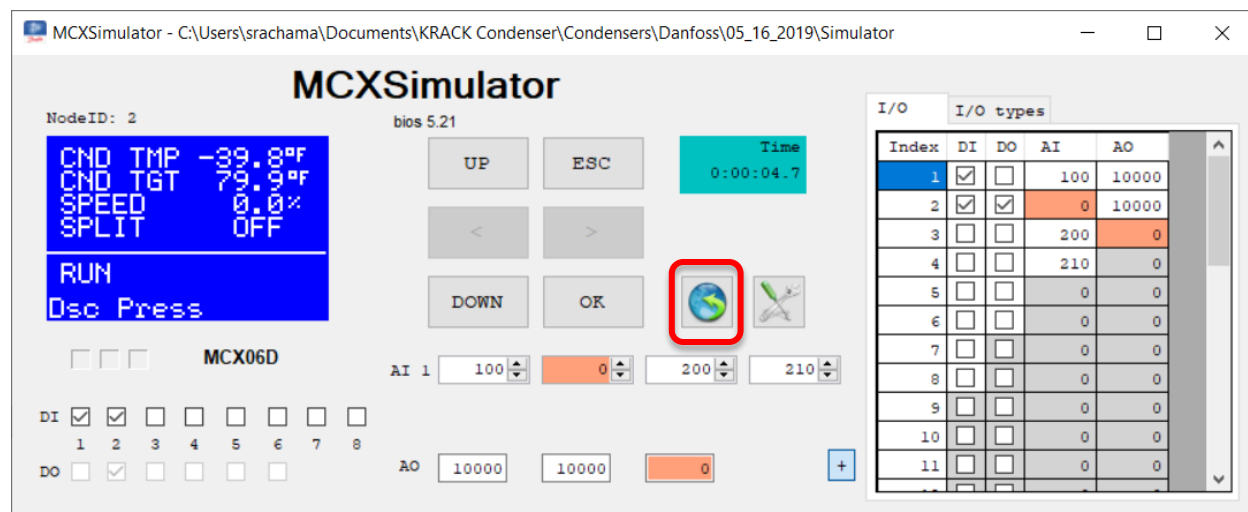 MCXSimulator - C:\Users\srachama\Documents\KRACK Condenser\Condensers\Danfoss\05_16_2019\Simulator
MCXSimulator
NodeID: 2
bios 5.21
CND TMP -39.8°F
CND TGT 79.9°F
SPEED 0.0%
SPLIT OFF
RUN
Dsc Press
UP
ESC
<
>
DOWN
OK
Time
0:00:04.7
MCX06D
AI 1 100 0 200 210
DI
1 2 3 4 5 6 7 8
DO
AO 10000 10000 0
+
I/O I/O types
Index DI DO AI AO
1 100 10000
2 0 10000
3 200 0
4 210 0
5 0 0
6 0 0
7 0 0
8 0 0
9 0 0
10 0 0
11 0 0